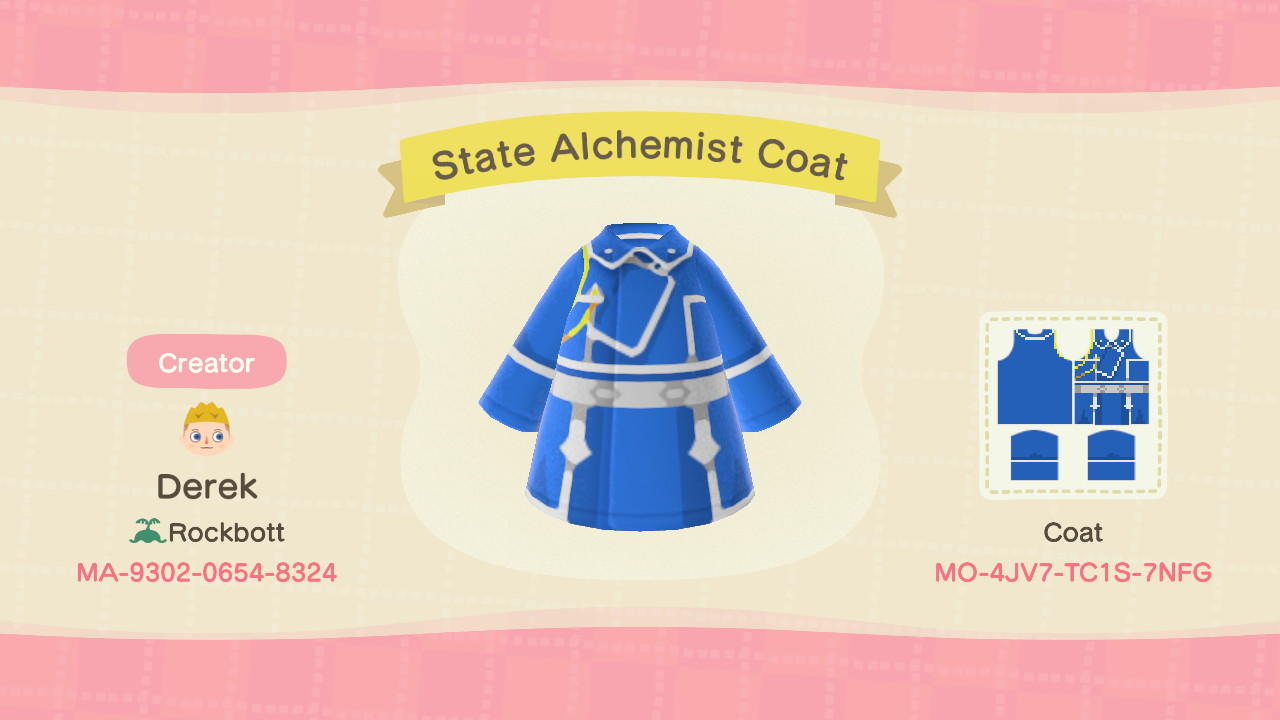 State Alchemist Coat
Creator
Derek
Rockbott
MA-9302-0654-8324
Coat
MO-4JV7-TC1S-7NFG